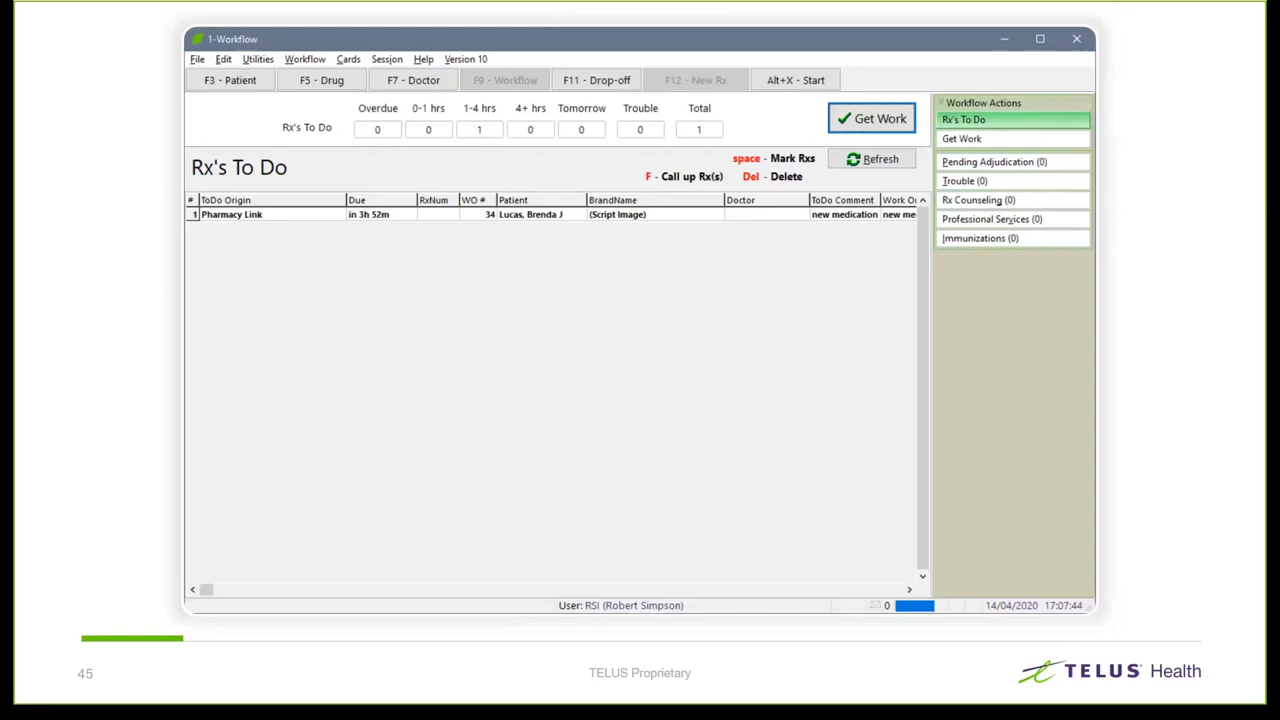 1-Workflow
File Edit Utilities Workflow Cards Session Help Version 10
F3 - Patient F5 - Drug F7 - Doctor F9 - Workflow F11 - Drop-off F12 - New Rx Alt+X - Start
Overdue 0-1 hrs 1-4 hrs 4+ hrs Tomorrow Trouble Total
Rx's To Do 0 0 1 0 0 0 1
Get Work
Rx's To Do
space - Mark Rxs
F - Call up Rx(s) Del - Delete
Refresh
# ToDo Origin Due RxNum WO # Patient BrandName Doctor ToDo Comment Work Or
1 Pharmacy Link in 3h 52m 34 Lucas, Brenda J (Script Image) new medication new me
Workflow Actions
Rx's To Do
Get Work
Pending Adjudication (0)
Trouble (0)
Rx Counseling (0)
Professional Services (0)
Immunizations (0)
User: RSI (Robert Simpson) 0 14/04/2020 17:07:44
45 TELUS Proprietary TELUS Health